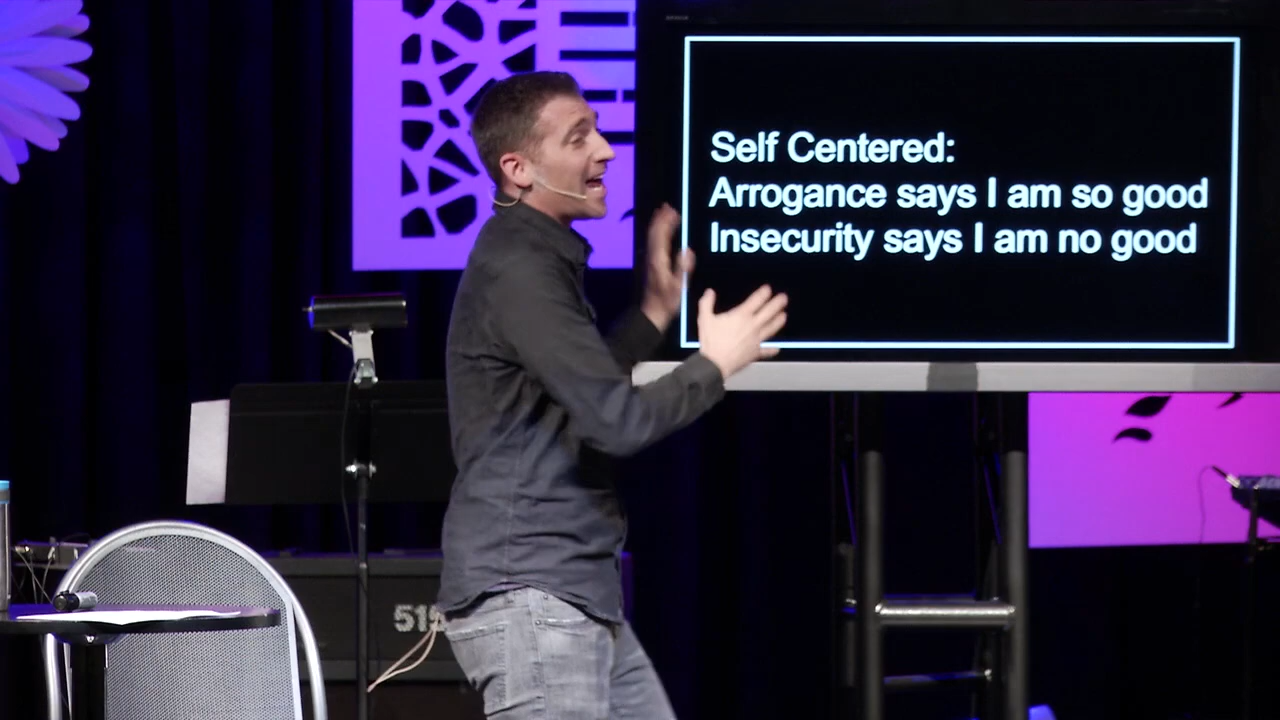 Self Centered:
Arrogance says I am so good
Insecurity says I am no good